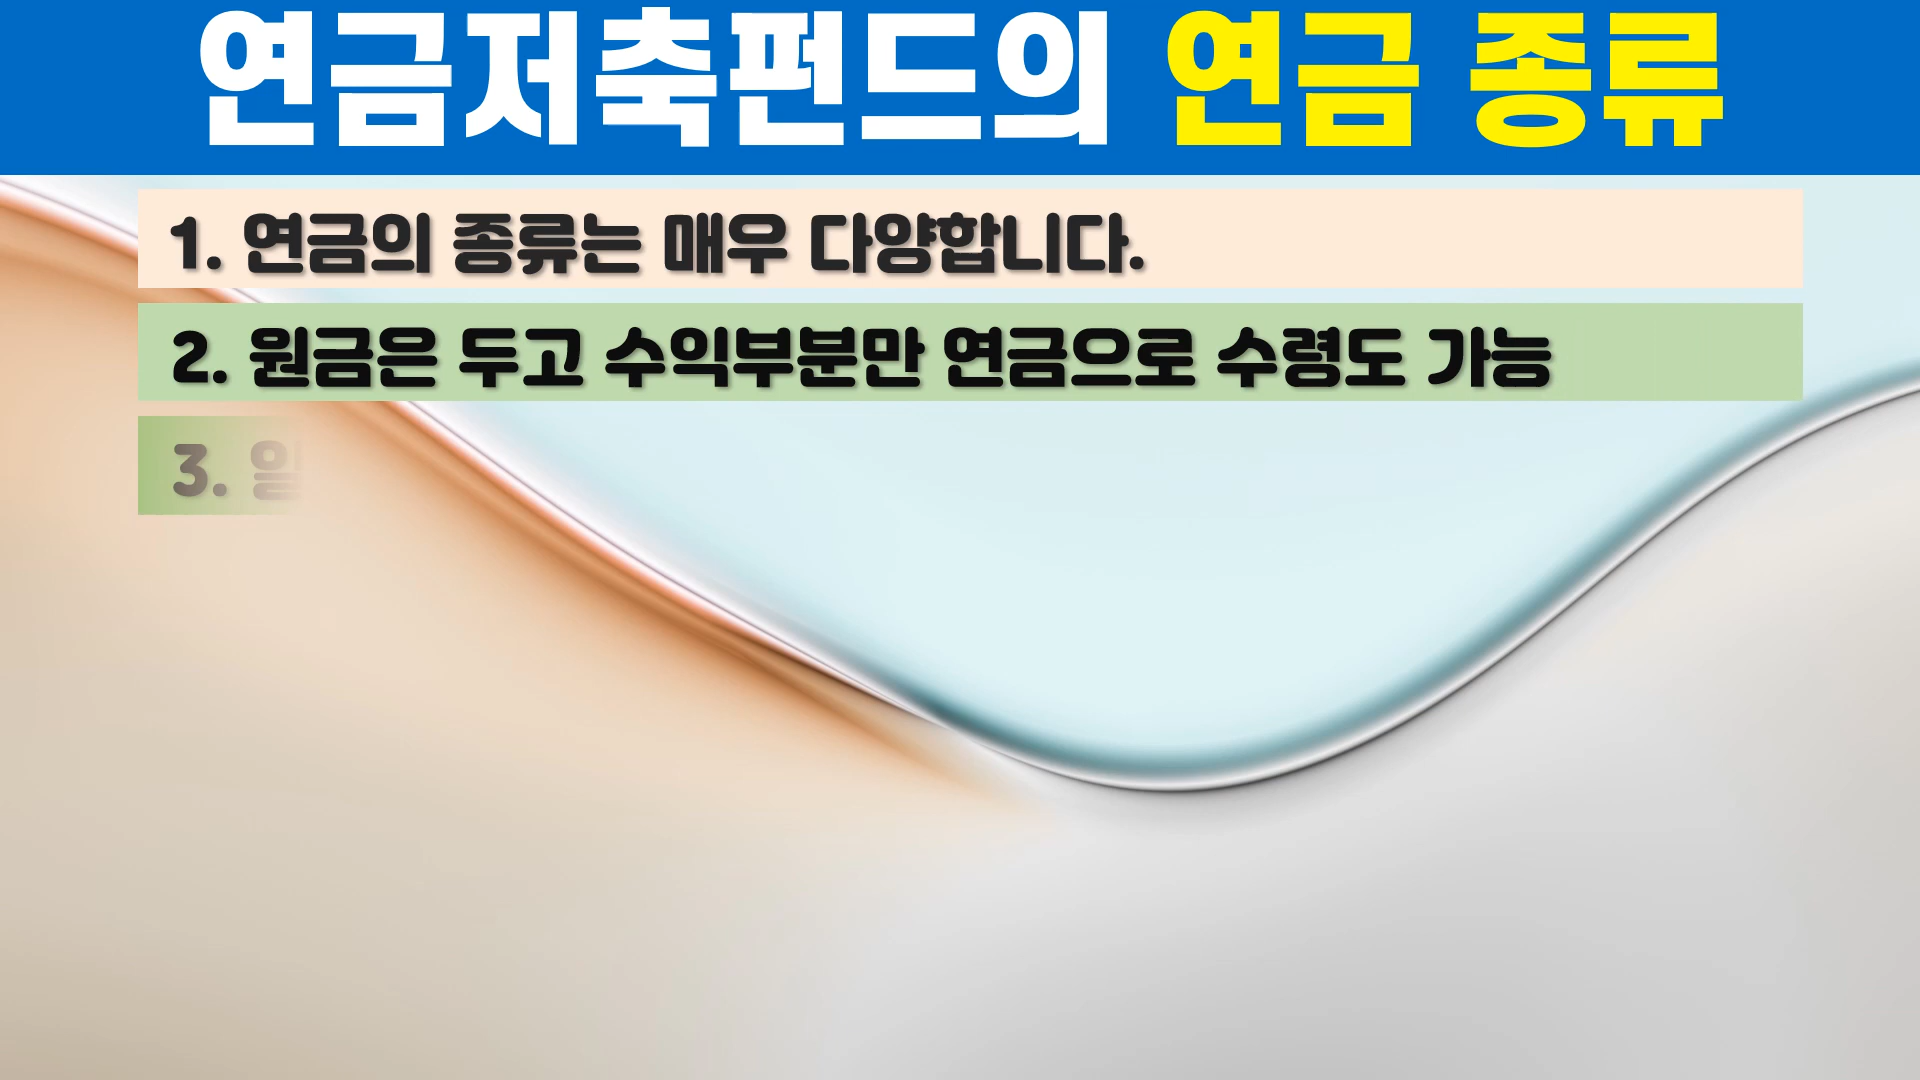 연금저축펀드의 연금 종류
1. 연금의 종류는 매우 다양합니다.
2. 원금은 두고 수익부분만 연금으로 수령도 가능
3.